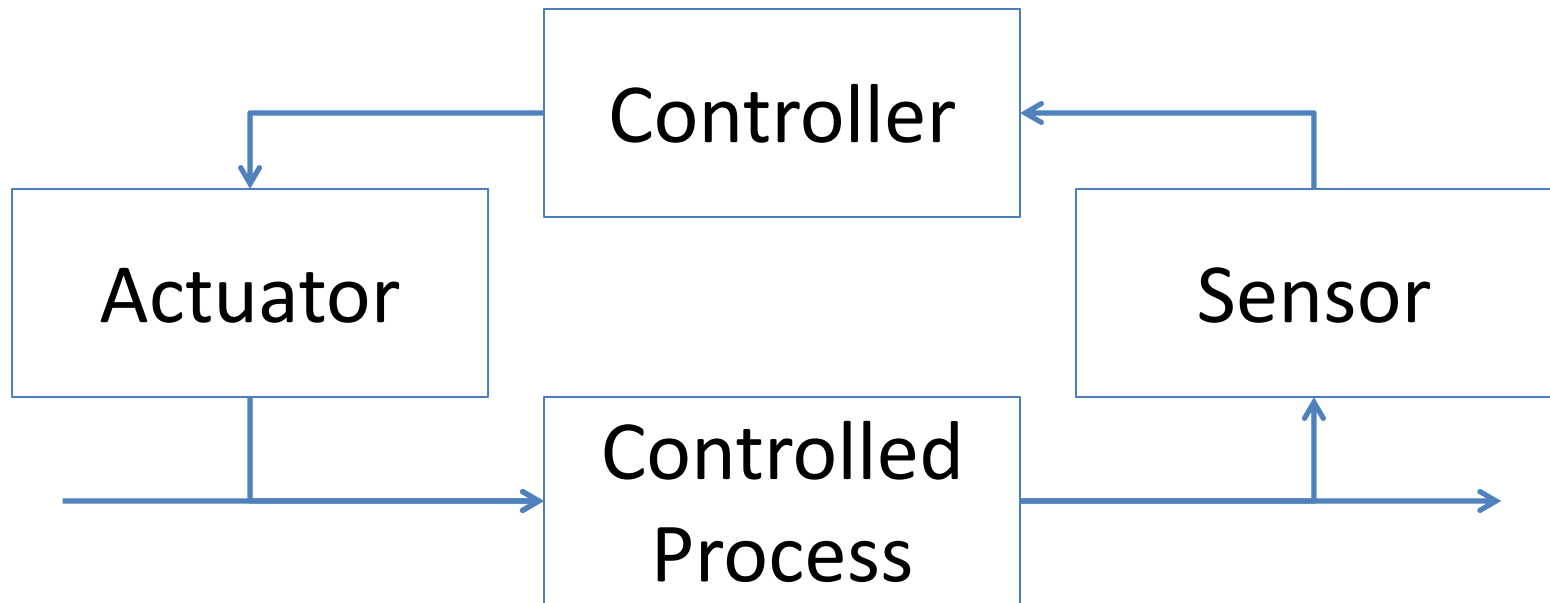 Controller
Actuator
Sensor
Controlled
Process